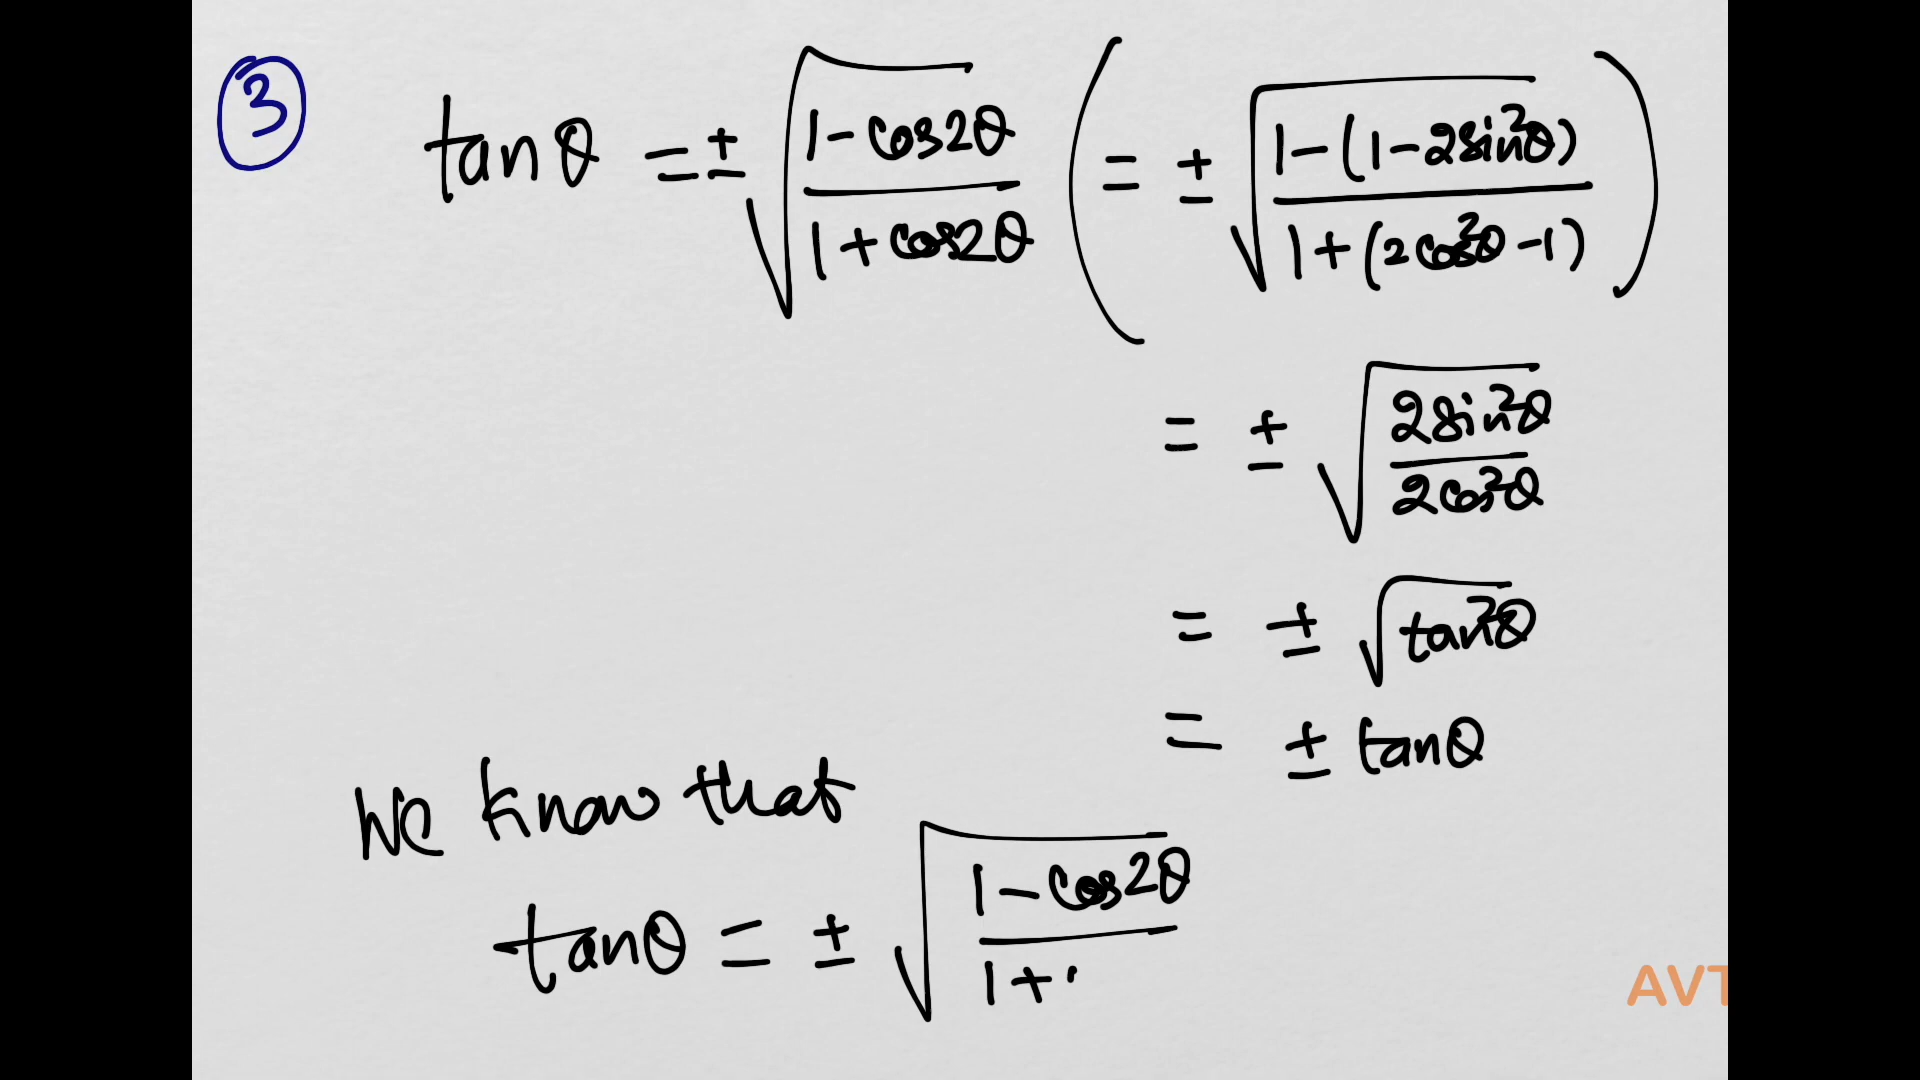 3
tanθ = ± √((1 - cos2θ)/(1 + cos2θ)) ( = ± √((1 - (1 - 2sin²θ))/(1 + (2cos²θ - 1))) )
= ± √(2sin²θ/2cos²θ)
= ± √(tan²θ)
= ± tanθ
We know that
tanθ = ± √((1 - cos2θ)/(1 + '
AVT